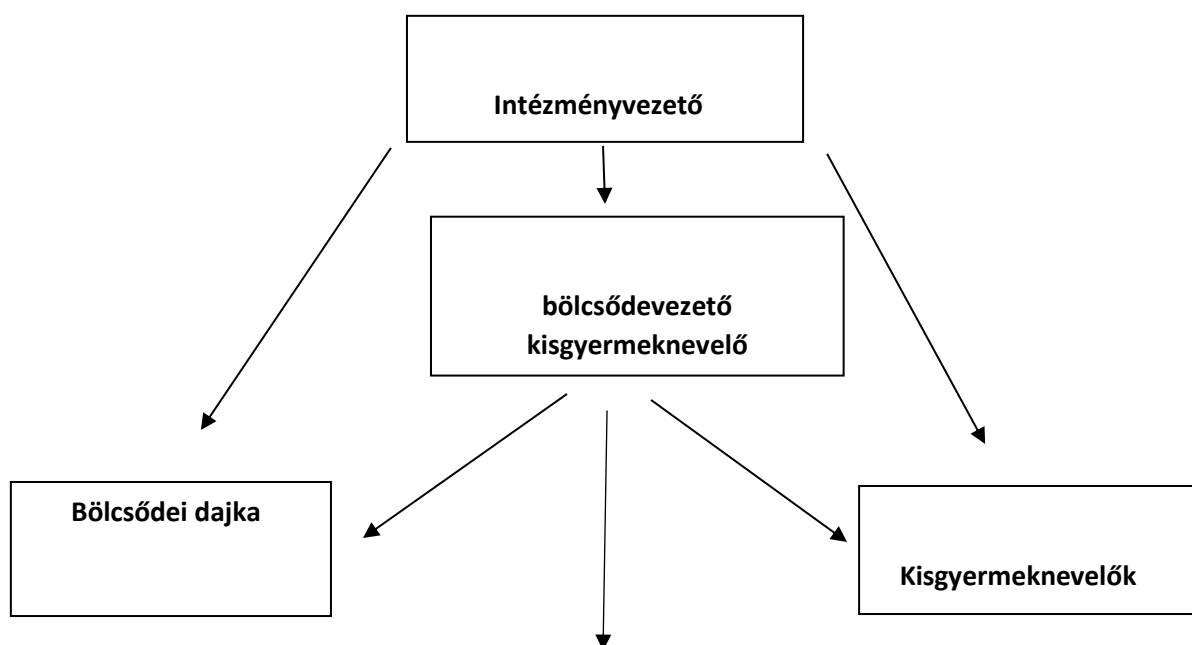 Intézményvezető
bölcsődevezető
kisgyermeknevelő
Bölcsődei dajka
Kisgyermeknevelők